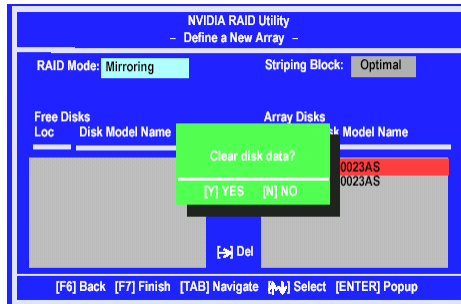 NVIDIA RAID Utility
– Define a New Array –
RAID Mode: Mirroring Striping Block: Optimal
Free Disks Array Disks
Loc Disk Model Name Model Name
Clear disk data?
[Y] YES [N] NO
0023AS
0023AS
[→] Del
[F6] Back [F7] Finish [TAB] Navigate [↑↓] Select [ENTER] Popup